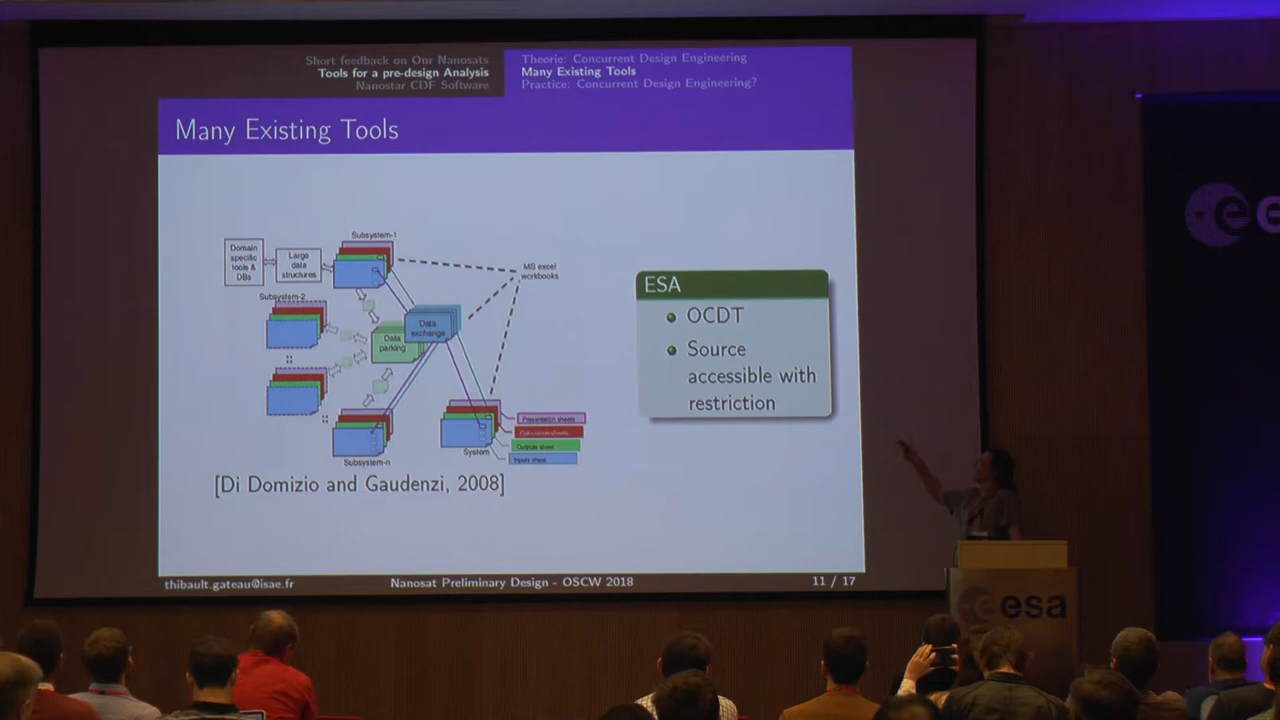 Short feedback on Our Nanosats
Tools for a pre-design Analysis
Nanostar CDF Software
Theorie: Concurrent Design Engineering
Many Existing Tools
Practice: Concurrent Design Engineering?
Many Existing Tools
Domain
specific
tools &
DBs
Large
data
structures
Subsystem-1
MS excel
workbooks
Subsystem-2
Data
exchange
Data
parking
::
::
Subsystem-n
System
Presentation sheets
Calculation sheets
Outputs sheet
Inputs sheet
[Di Domizio and Gaudenzi, 2008]
ESA
OCDT
Source
accessible with
restriction
thibault.gateau@isae.fr
Nanosat Preliminary Design - OSCW 2018
11 / 17
esa
e